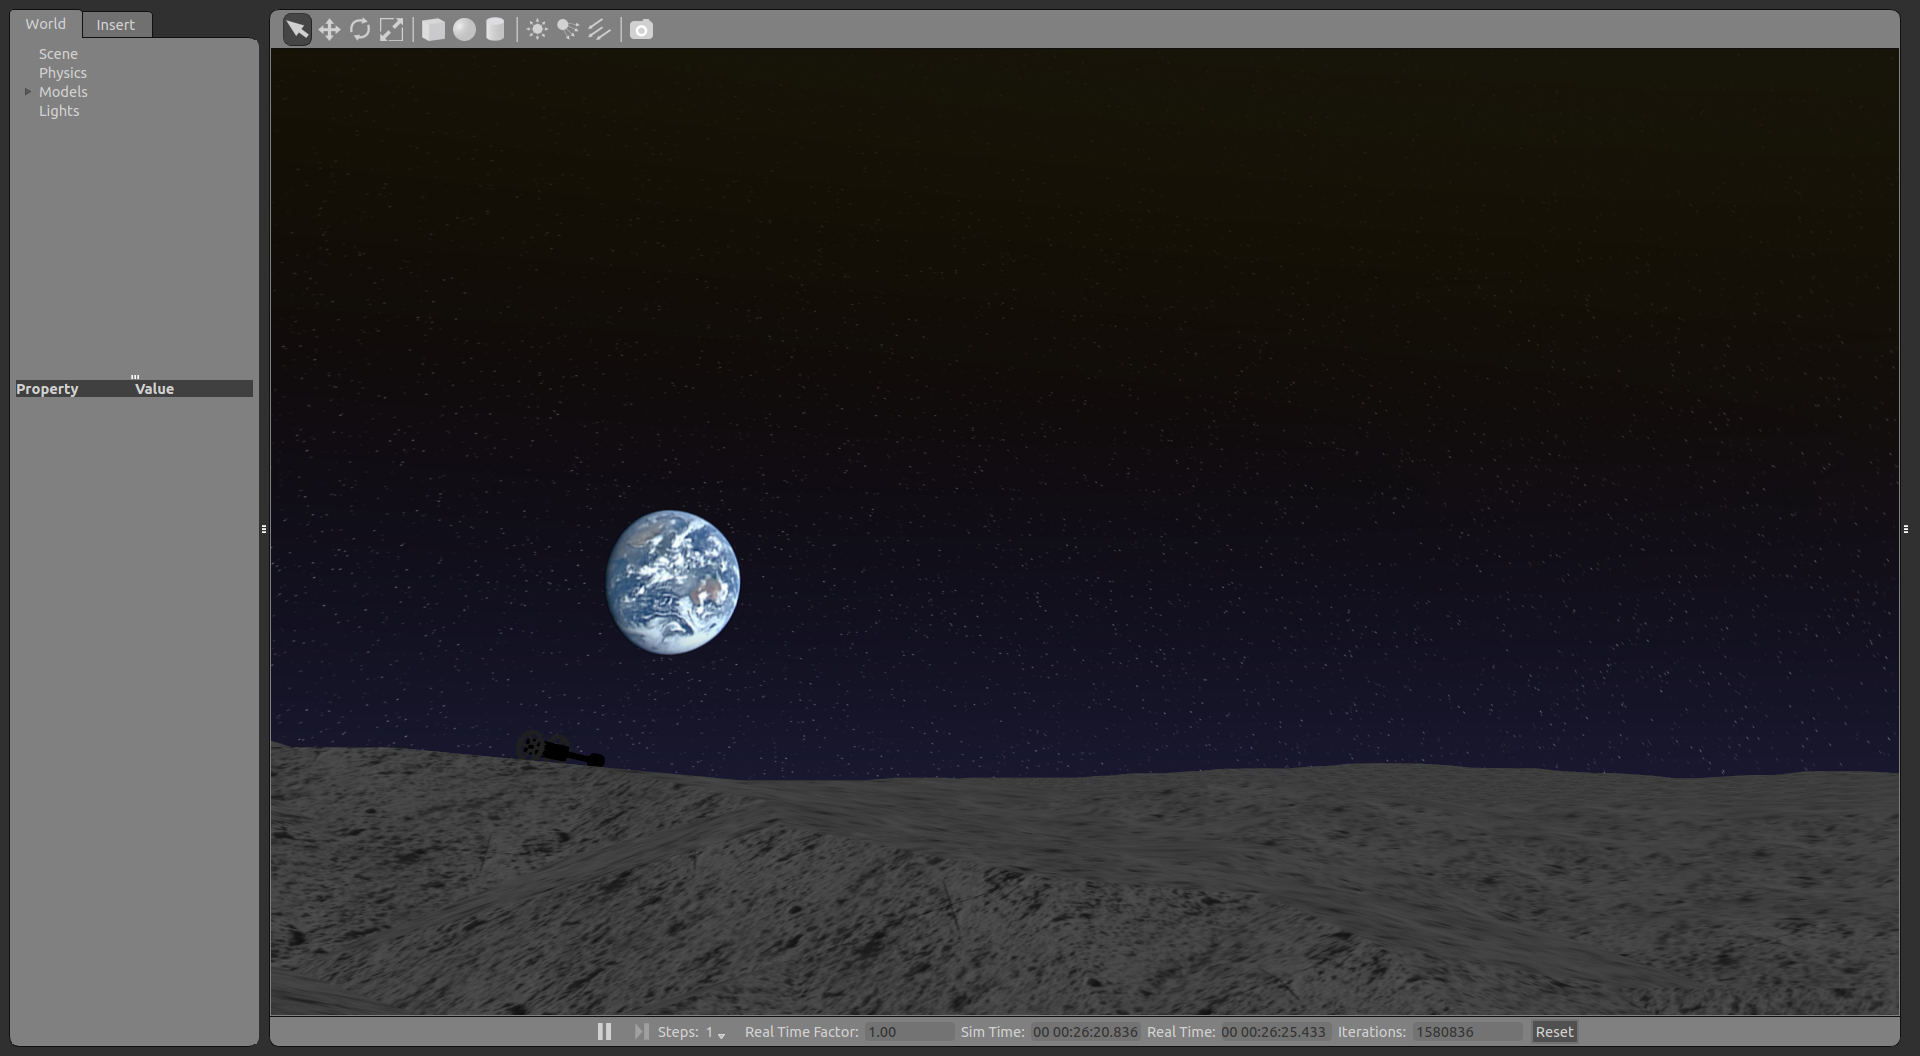 World Insert
Scene
Physics
Models
Lights
Property Value
Steps: 1 Real Time Factor: 1.00 Sim Time: 00 00:26:20.836 Real Time: 00 00:26:25.433 Iterations: 1580836 Reset